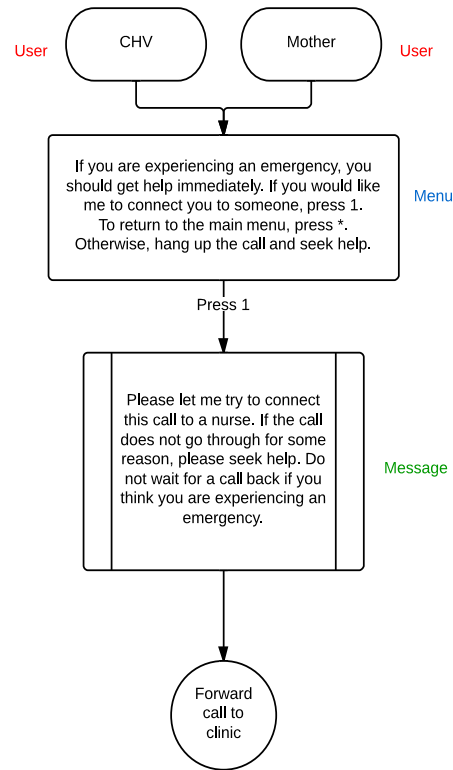 User
CHV
Mother
User
If you are experiencing an emergency, you
should get help immediately. If you would like
me to connect you to someone, press 1.
To return to the main menu, press *.
Otherwise, hang up the call and seek help.
Menu
Press 1
Please let me try to connect
this call to a nurse. If the call
does not go through for some
reason, please seek help. Do
not wait for a call back if you
think you are experiencing an
emergency.
Message
Forward
call to
clinic